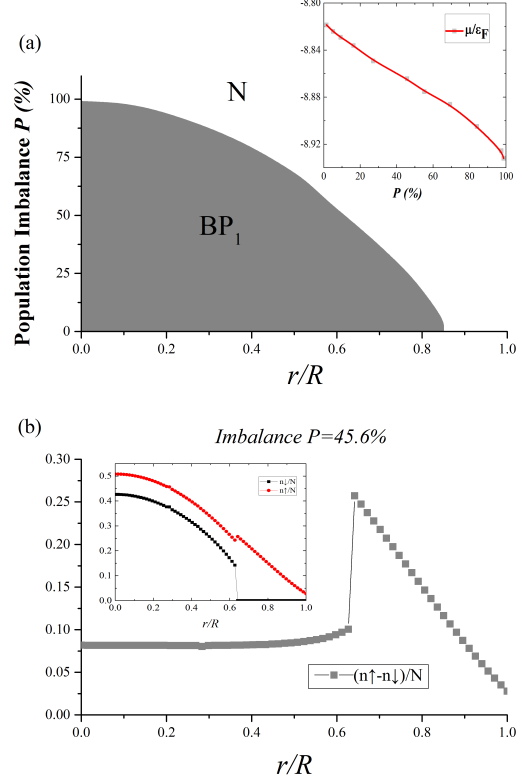 (a)
N
BP1
Population Imbalance P (%)
100
75
50
25
0
0.0 0.2 0.4 0.6 0.8 1.0
r/R
-8.80
-8.84
-8.88
-8.92
μ/εF
0 20 40 60 80 100
P (%)
(b)
Imbalance P=45.6%
0.30
0.25
0.20
0.15
0.10
0.05
0.00
0.0 0.2 0.4 0.6 0.8 1.0
r/R
(n↑-n↓)/N
0.5
0.4
0.3
0.2
0.1
0.0
n↓/N
n↑/N
0.0 0.2 0.4 0.6 0.8 1.0
r/R